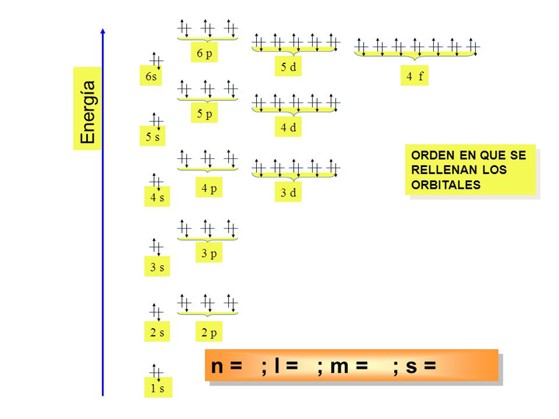 6 p
5 d
4 f
6s
Energía
5 p
4 d
5 s
ORDEN EN QUE SE
RELLENAN LOS
ORBITALES
4 p
3 d
4 s
3 p
3 s
2 s
2 p
n = ; l = ; m = ; s =
1 s